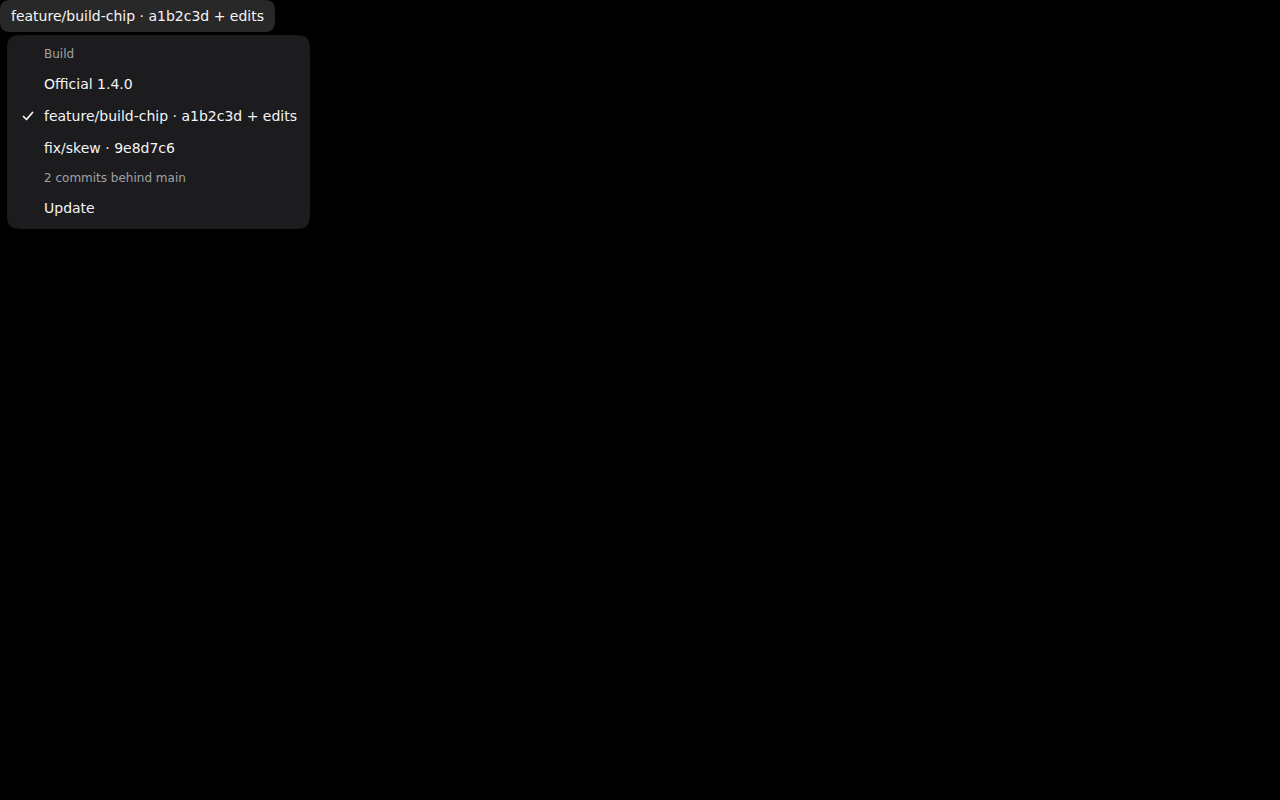 feature/build-chip · a1b2c3d + edits
Build
Official 1.4.0
feature/build-chip · a1b2c3d + edits
fix/skew · 9e8d7c6
2 commits behind main
Update